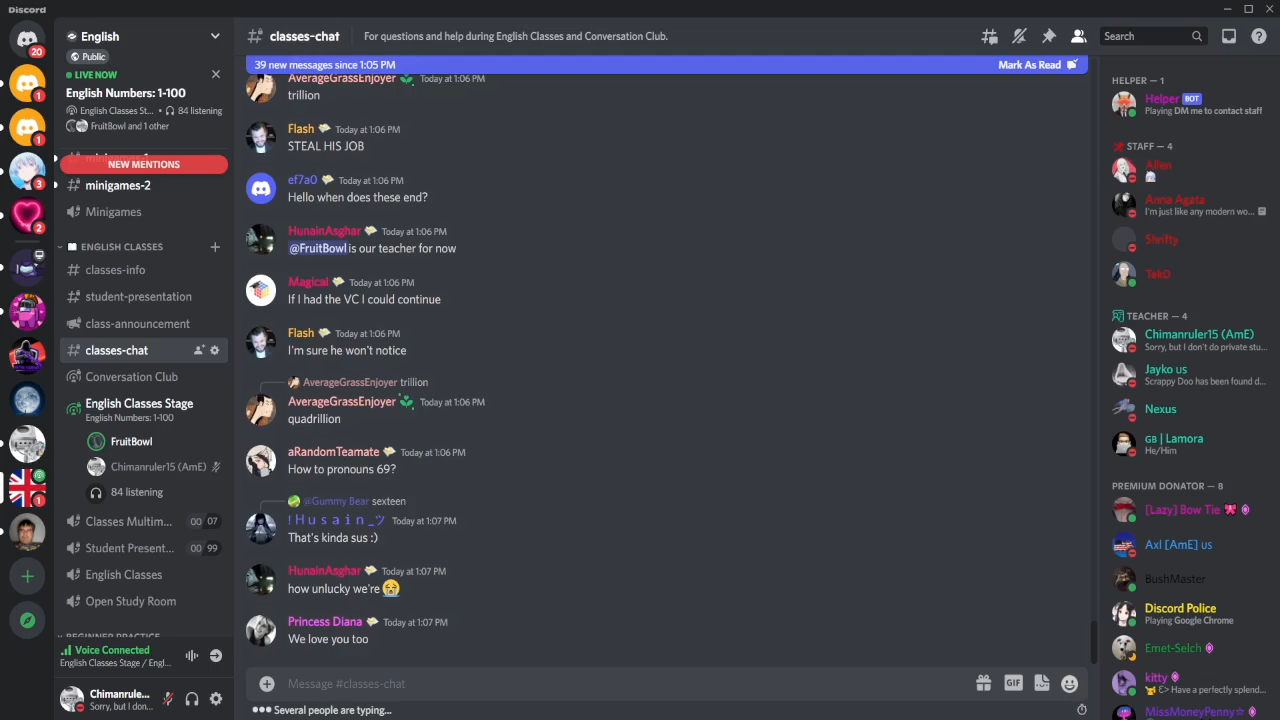 Discord
20
1
1
3
2
1
English
Public
LIVE NOW
English Numbers: 1-100
English Classes St... • 84 listening
FruitBowl and 1 other
NEW MENTIONS
minigames-2
Minigames
ENGLISH CLASSES
classes-info
student-presentation
class-announcement
classes-chat
Conversation Club
English Classes Stage
English Numbers: 1-100
FruitBowl
Chimanruler15 (AmE)
84 listening
Classes Multim... 00 07
Student Present... 00 99
English Classes
Open Study Room
BEGINNER PRACTICE
Voice Connected
English Classes Stage / Engl...
Chimanrule...
Sorry, but I don...
classes-chat
For questions and help during English Classes and Conversation Club.
Search
39 new messages since 1:05 PM
Mark As Read
AverageGrassEnjoyer Today at 1:06 PM
trillion
Flash Today at 1:06 PM
STEAL HIS JOB
ef7a0 Today at 1:06 PM
Hello when does these end?
HunainAsghar Today at 1:06 PM
@FruitBowl is our teacher for now
Magical Today at 1:06 PM
If I had the VC I could continue
Flash Today at 1:06 PM
I'm sure he won't notice
AverageGrassEnjoyer trillion
AverageGrassEnjoyer Today at 1:06 PM
quadrillion
aRandomTeamate Today at 1:06 PM
How to pronouns 69?
@Gummy Bear sexteen
! H u s a i n _ツ Today at 1:07 PM
That's kinda sus :)
HunainAsghar Today at 1:07 PM
how unlucky we're 😭
Princess Diana Today at 1:07 PM
We love you too
Message #classes-chat
GIF
Several people are typing...
HELPER — 1
Helper BOT
Playing DM me to contact staff
STAFF — 4
Allen
Anna Agata
I'm just like any modern wo...
Shnfty
TakD
TEACHER — 4
Chimanruler15 (AmE)
Sorry, but I don't do private stu...
Jayko us
Scrappy Doo has been found d...
Nexus
GB | Lamora
He/Him
PREMIUM DONATOR — 8
[Lazy] Bow Tie
Axl [AmE] us
BushMaster
Discord Police
Playing Google Chrome
Emet-Selch
kitty
Ɛ> Have a perfectly splend...
MissMoneyPenny☆